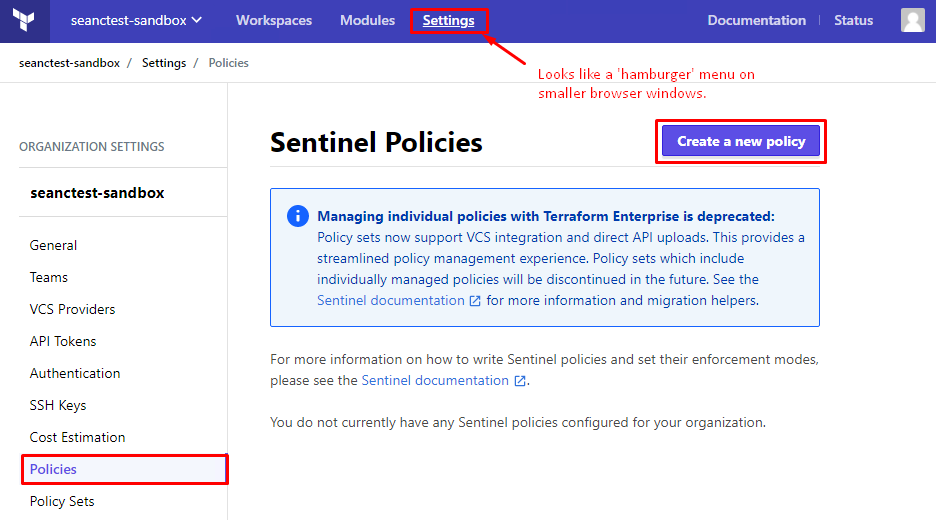 seanctest-sandbox Workspaces Modules Settings Documentation Status
seanctest-sandbox / Settings / Policies
Looks like a 'hamburger' menu on
smaller browser windows.
ORGANIZATION SETTINGS
seanctest-sandbox
General
Teams
VCS Providers
API Tokens
Authentication
SSH Keys
Cost Estimation
Policies
Policy Sets
Sentinel Policies
Create a new policy
Managing individual policies with Terraform Enterprise is deprecated:
Policy sets now support VCS integration and direct API uploads. This provides a
streamlined policy management experience. Policy sets which include
individually managed policies will be discontinued in the future. See the
Sentinel documentation for more information and migration helpers.
For more information on how to write Sentinel policies and set their enforcement modes,
please see the Sentinel documentation .
You do not currently have any Sentinel policies configured for your organization.